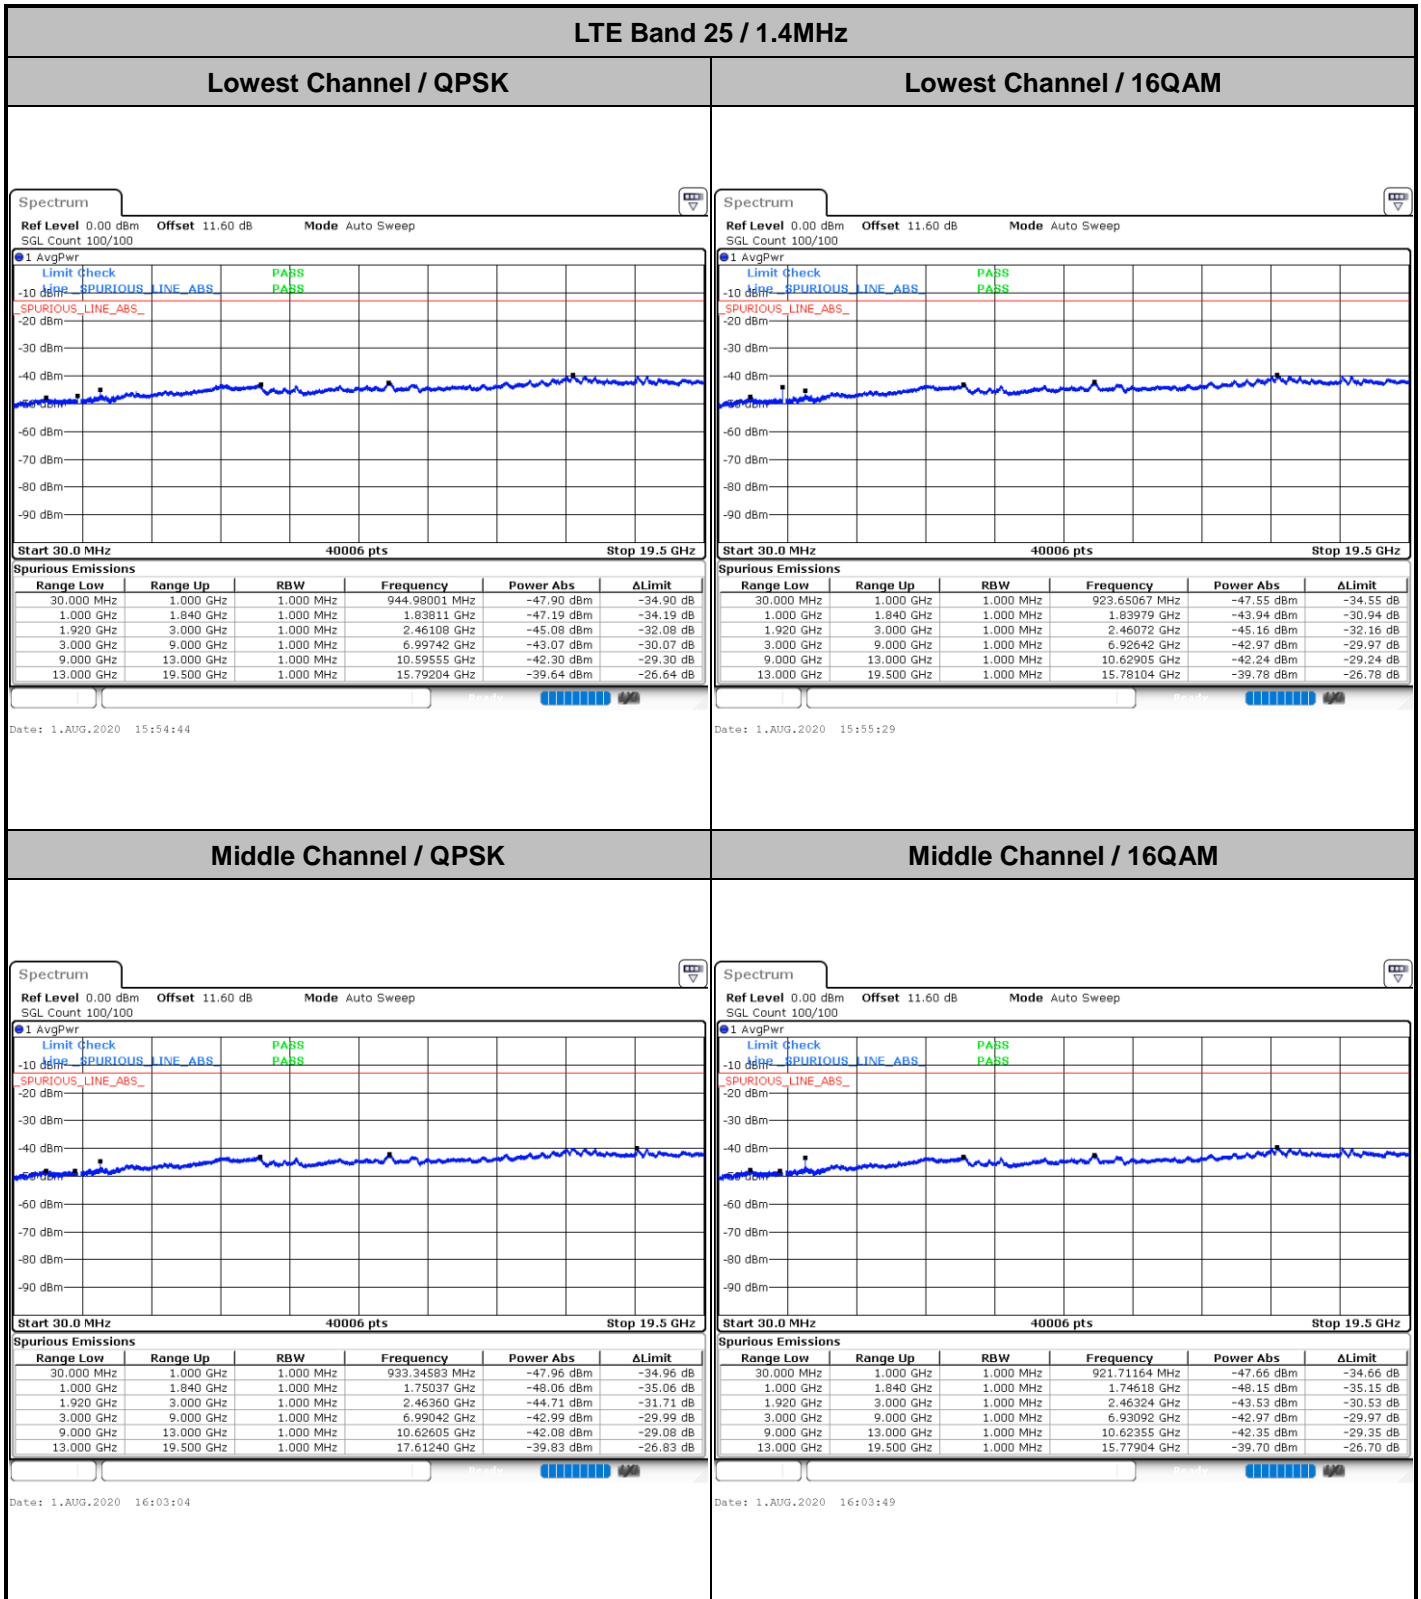 LTE Band 25 / 1.4MHz
Lowest Channel / QPSK
Lowest Channel / 16QAM
Spectrum
Ref Level 0.00 dBm Offset 11.60 dB Mode Auto Sweep
SGL Count 100/100
1 AvgPwr
Limit Check PASS
Line _SPURIOUS_LINE_ABS_ PASS
-10 dBm
_SPURIOUS_LINE_ABS_
-20 dBm
-30 dBm
-40 dBm
-50 dBm
-60 dBm
-70 dBm
-80 dBm
-90 dBm
Start 30.0 MHz 40006 pts Stop 19.5 GHz
Spurious Emissions
Range Low Range Up RBW Frequency Power Abs ΔLimit
30.000 MHz 1.000 GHz 1.000 MHz 944.98001 MHz -47.90 dBm -34.90 dB
1.000 GHz 1.840 GHz 1.000 MHz 1.83811 GHz -47.19 dBm -34.19 dB
1.920 GHz 3.000 GHz 1.000 MHz 2.46108 GHz -45.08 dBm -32.08 dB
3.000 GHz 9.000 GHz 1.000 MHz 6.99742 GHz -43.07 dBm -30.07 dB
9.000 GHz 13.000 GHz 1.000 MHz 10.59555 GHz -42.30 dBm -29.30 dB
13.000 GHz 19.500 GHz 1.000 MHz 15.79204 GHz -39.64 dBm -26.64 dB
Ready
Date: 1.AUG.2020 15:54:44
Spectrum
Ref Level 0.00 dBm Offset 11.60 dB Mode Auto Sweep
SGL Count 100/100
1 AvgPwr
Limit Check PASS
Line _SPURIOUS_LINE_ABS_ PASS
-10 dBm
_SPURIOUS_LINE_ABS_
-20 dBm
-30 dBm
-40 dBm
-50 dBm
-60 dBm
-70 dBm
-80 dBm
-90 dBm
Start 30.0 MHz 40006 pts Stop 19.5 GHz
Spurious Emissions
Range Low Range Up RBW Frequency Power Abs ΔLimit
30.000 MHz 1.000 GHz 1.000 MHz 923.65067 MHz -47.55 dBm -34.55 dB
1.000 GHz 1.840 GHz 1.000 MHz 1.83979 GHz -43.94 dBm -30.94 dB
1.920 GHz 3.000 GHz 1.000 MHz 2.46072 GHz -45.16 dBm -32.16 dB
3.000 GHz 9.000 GHz 1.000 MHz 6.92642 GHz -42.97 dBm -29.97 dB
9.000 GHz 13.000 GHz 1.000 MHz 10.62905 GHz -42.24 dBm -29.24 dB
13.000 GHz 19.500 GHz 1.000 MHz 15.78104 GHz -39.78 dBm -26.78 dB
Ready
Date: 1.AUG.2020 15:55:29
Middle Channel / QPSK
Middle Channel / 16QAM
Spectrum
Ref Level 0.00 dBm Offset 11.60 dB Mode Auto Sweep
SGL Count 100/100
1 AvgPwr
Limit Check PASS
Line _SPURIOUS_LINE_ABS_ PASS
-10 dBm
_SPURIOUS_LINE_ABS_
-20 dBm
-30 dBm
-40 dBm
-50 dBm
-60 dBm
-70 dBm
-80 dBm
-90 dBm
Start 30.0 MHz 40006 pts Stop 19.5 GHz
Spurious Emissions
Range Low Range Up RBW Frequency Power Abs ΔLimit
30.000 MHz 1.000 GHz 1.000 MHz 933.34583 MHz -47.96 dBm -34.96 dB
1.000 GHz 1.840 GHz 1.000 MHz 1.75037 GHz -48.06 dBm -35.06 dB
1.920 GHz 3.000 GHz 1.000 MHz 2.46360 GHz -44.71 dBm -31.71 dB
3.000 GHz 9.000 GHz 1.000 MHz 6.99042 GHz -42.99 dBm -29.99 dB
9.000 GHz 13.000 GHz 1.000 MHz 10.62605 GHz -42.08 dBm -29.08 dB
13.000 GHz 19.500 GHz 1.000 MHz 17.61240 GHz -39.83 dBm -26.83 dB
Ready
Date: 1.AUG.2020 16:03:04
Spectrum
Ref Level 0.00 dBm Offset 11.60 dB Mode Auto Sweep
SGL Count 100/100
1 AvgPwr
Limit Check PASS
Line _SPURIOUS_LINE_ABS_ PASS
-10 dBm
_SPURIOUS_LINE_ABS_
-20 dBm
-30 dBm
-40 dBm
-50 dBm
-60 dBm
-70 dBm
-80 dBm
-90 dBm
Start 30.0 MHz 40006 pts Stop 19.5 GHz
Spurious Emissions
Range Low Range Up RBW Frequency Power Abs ΔLimit
30.000 MHz 1.000 GHz 1.000 MHz 921.71164 MHz -47.66 dBm -34.66 dB
1.000 GHz 1.840 GHz 1.000 MHz 1.74618 GHz -48.15 dBm -35.15 dB
1.920 GHz 3.000 GHz 1.000 MHz 2.46324 GHz -43.53 dBm -30.53 dB
3.000 GHz 9.000 GHz 1.000 MHz 6.93092 GHz -42.97 dBm -29.97 dB
9.000 GHz 13.000 GHz 1.000 MHz 10.62355 GHz -42.35 dBm -29.35 dB
13.000 GHz 19.500 GHz 1.000 MHz 15.77904 GHz -39.70 dBm -26.70 dB
Ready
Date: 1.AUG.2020 16:03:49